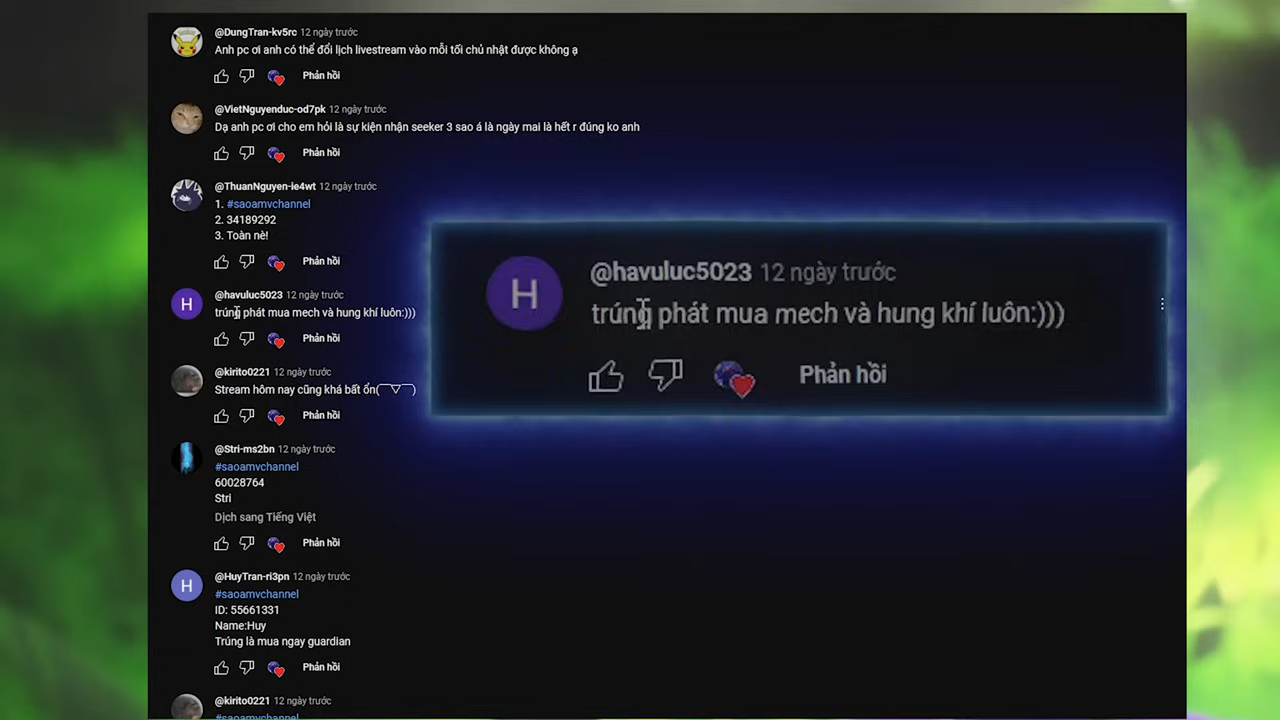 @DungTran-kv5rc 12 ngày trước
Anh pc ơi anh có thể đổi lịch livestream vào mỗi tối chủ nhật được không ạ
Phản hồi
@VietNguyenduc-od7pk 12 ngày trước
Dạ anh pc ơi cho em hỏi là sự kiện nhận seeker 3 sao á là ngày mai là hết r đúng ko anh
Phản hồi
@ThuanNguyen-ie4wt 12 ngày trước
1. #saoamvchannel
2. 34189292
3. Toàn nè!
Phản hồi
H
@havuluc5023 12 ngày trước
trúng phát mua mech và hung khí luôn:)))
Phản hồi
H
@havuluc5023 12 ngày trước
trúng phát mua mech và hung khí luôn:)))
Phản hồi
@kirito0221 12 ngày trước
Stream hôm nay cũng khá bất ổn(￣▽￣)
Phản hồi
@Stri-ms2bn 12 ngày trước
#saoamvchannel
60028764
Stri
Dịch sang Tiếng Việt
Phản hồi
H
@HuyTran-ri3pn 12 ngày trước
#saoamvchannel
ID: 55661331
Name:Huy
Trúng là mua ngay guardian
Phản hồi
@kirito0221 12 ngày trước
#saoamvchannel